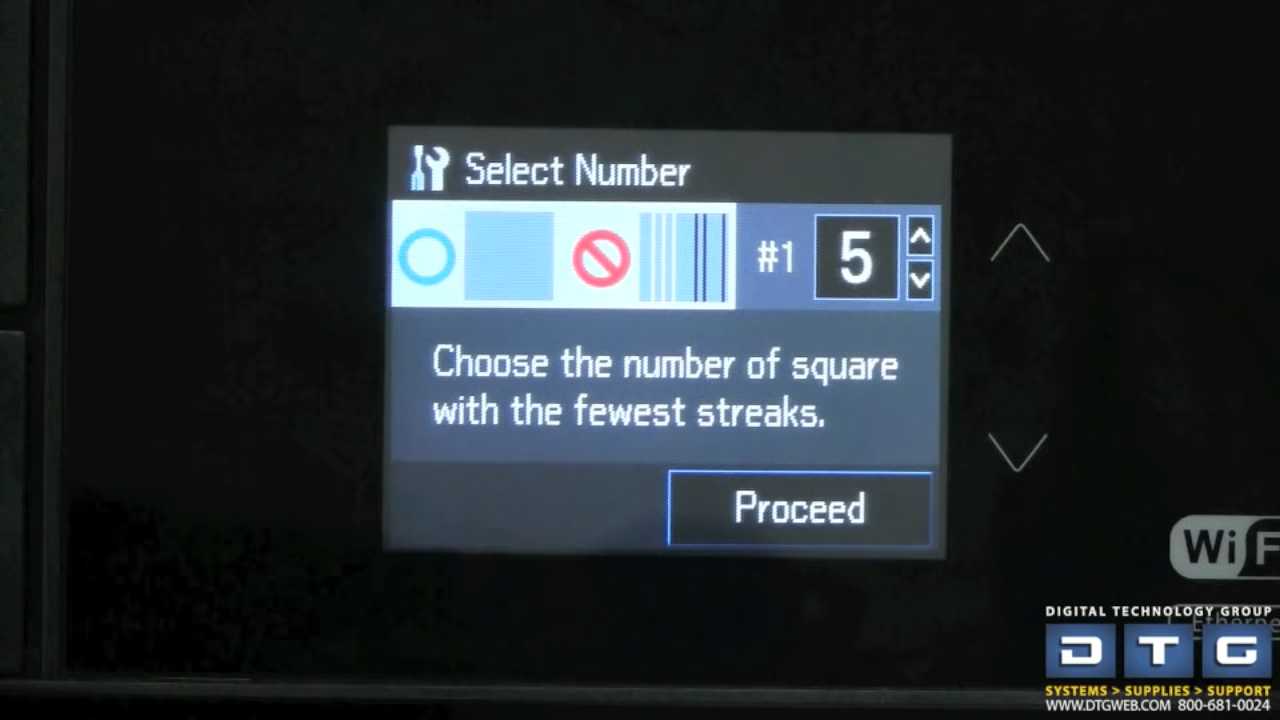 Select Number
#1 5
Choose the number of square
with the fewest streaks.
Proceed
WiF
DIGITAL TECHNOLOGY GROUP
DTG
SYSTEMS > SUPPLIES > SUPPORT
WWW.DTGWEB.COM 800-681-0024